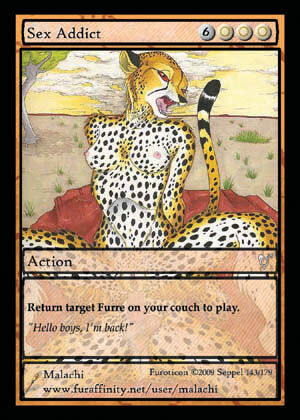 Sex Addict 6
Action
Return target Furre on your couch to play.
"Hello boys, I'm back!"
Malachi Furoticon ©2009 Seppel 143/179
www.furaffinity.net/user/malachi